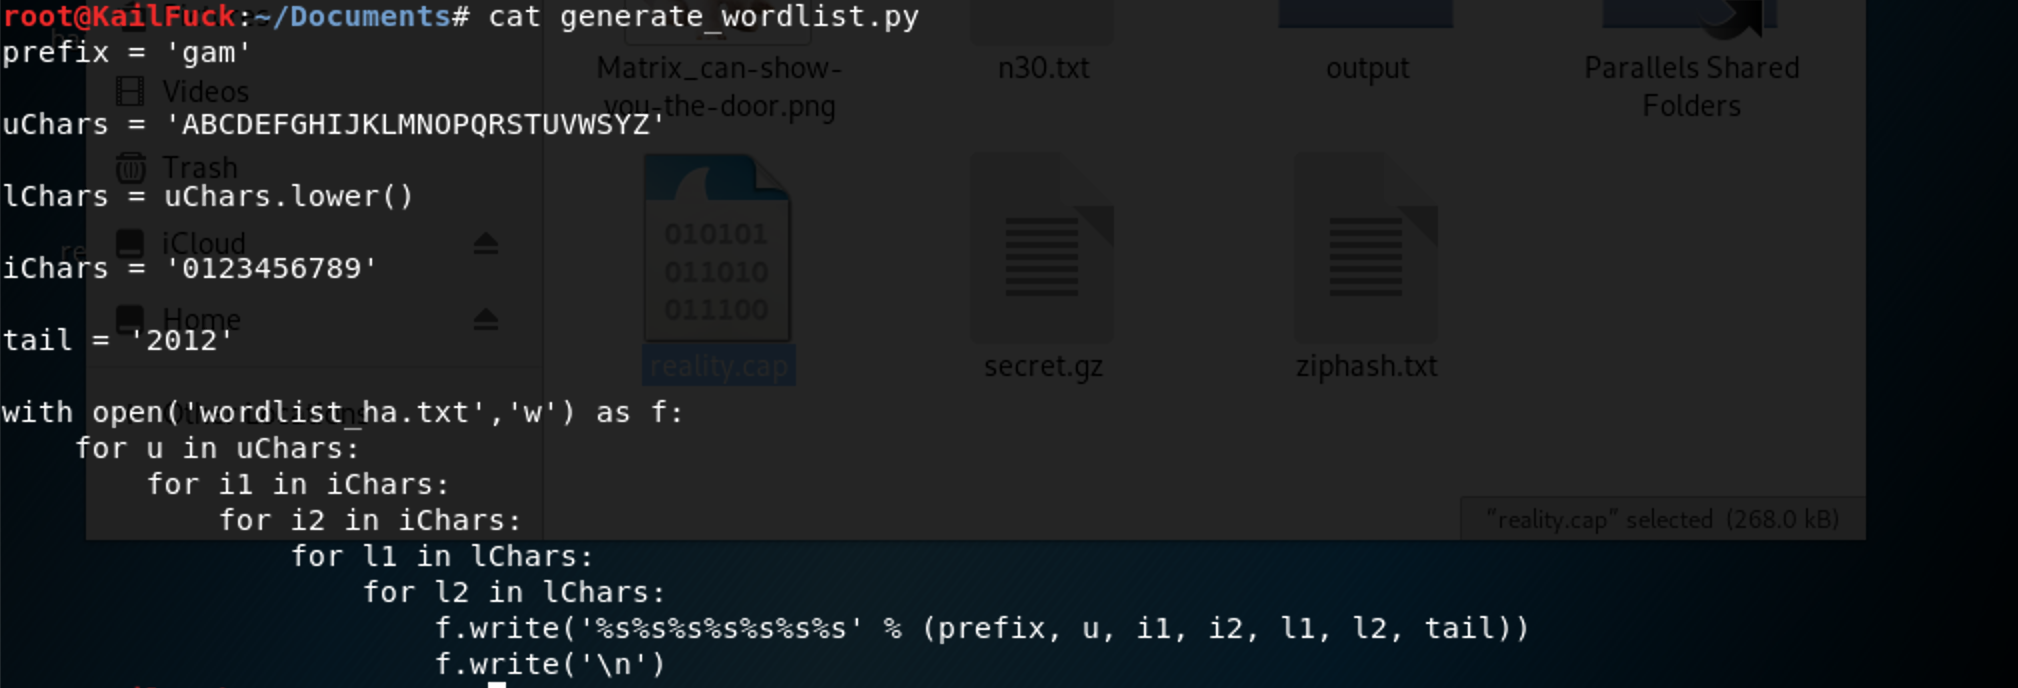 root@KailFuck:~/Documents# cat generate_wordlist.py
prefix = 'gam'
uChars = 'ABCDEFGHIJKLMNOPQRSTUVWSYZ'
lChars = uChars.lower()
iChars = '0123456789'
tail = '2012'
with open('wordlist_ha.txt','w') as f:
    for u in uChars:
        for i1 in iChars:
            for i2 in iChars:
                for l1 in lChars:
                    for l2 in lChars:
                        f.write('%s%s%s%s%s%s%s' % (prefix, u, i1, i2, l1, l2, tail))
                        f.write('\n')
Videos
Trash
iCloud
Home
Matrix_can-show-
you-the-door.png
n30.txt
output
Parallels Shared
Folders
010101
011010
011100
reality.cap
secret.gz
ziphash.txt
"reality.cap" selected (268.0 kB)